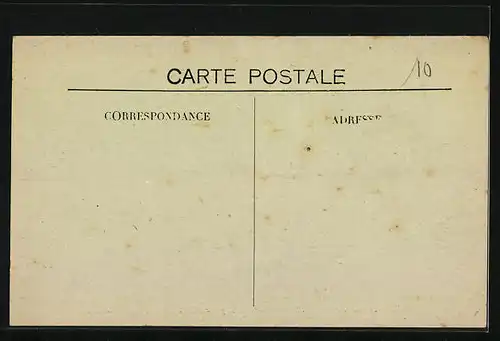 CARTE POSTALE
10
CORRESPONDANCE
ADRESSE